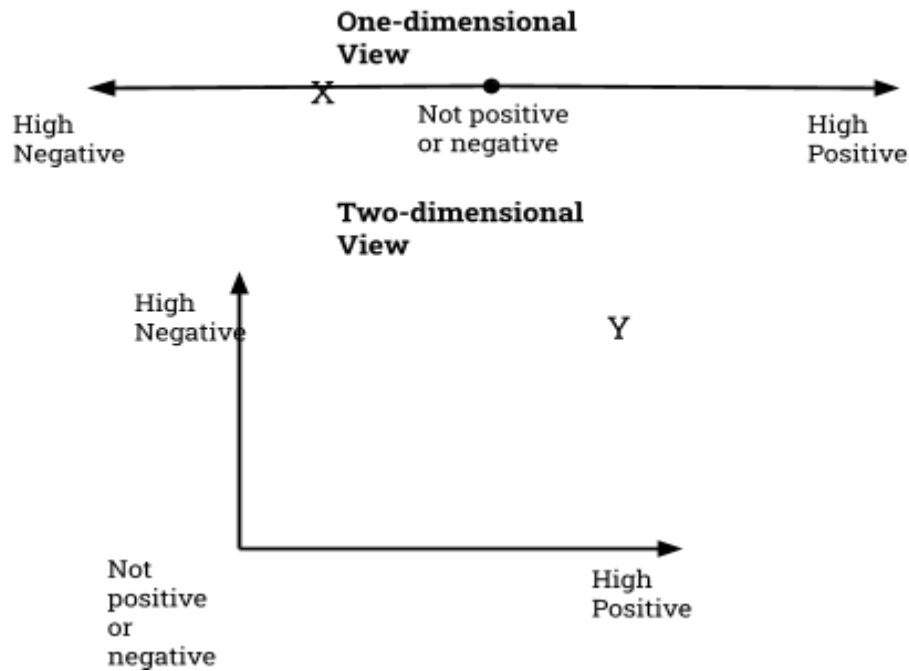 One-dimensional
View
X
High
Negative
Not positive
or negative
High
Positive
Two-dimensional
View
High
Negative
Y
Not
positive
or
negative
High
Positive